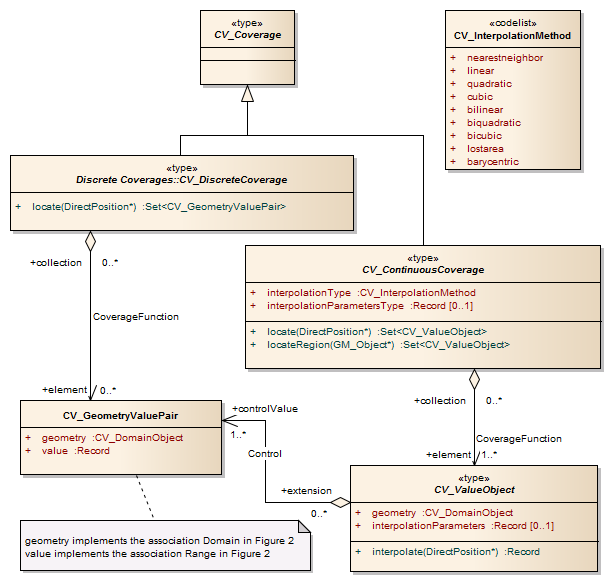 «type»
CV_Coverage
«codelist»
CV_InterpolationMethod
+ nearestneighbor
+ linear
+ quadratic
+ cubic
+ bilinear
+ biquadratic
+ bicubic
+ lostarea
+ barycentric
«type»
Discrete Coverages::CV_DiscreteCoverage
+ locate(DirectPosition*) :Set<CV_GeometryValuePair>
«type»
CV_ContinuousCoverage
+ interpolationType :CV_InterpolationMethod
+ interpolationParametersType :Record [0..1]
+ locate(DirectPosition*) :Set<CV_ValueObject>
+ locateRegion(GM_Object*) :Set<CV_ValueObject>
+collection 0..*
CoverageFunction
+element 0..*
CV_GeometryValuePair
+ geometry :CV_DomainObject
+ value :Record
+controlValue
1..*
Control
+extension
0..*
+collection 0..*
CoverageFunction
+element 1..*
«type»
CV_ValueObject
+ geometry :CV_DomainObject
+ interpolationParameters :Record [0..1]
+ interpolate(DirectPosition*) :Record
geometry implements the association Domain in Figure 2
value implements the association Range in Figure 2